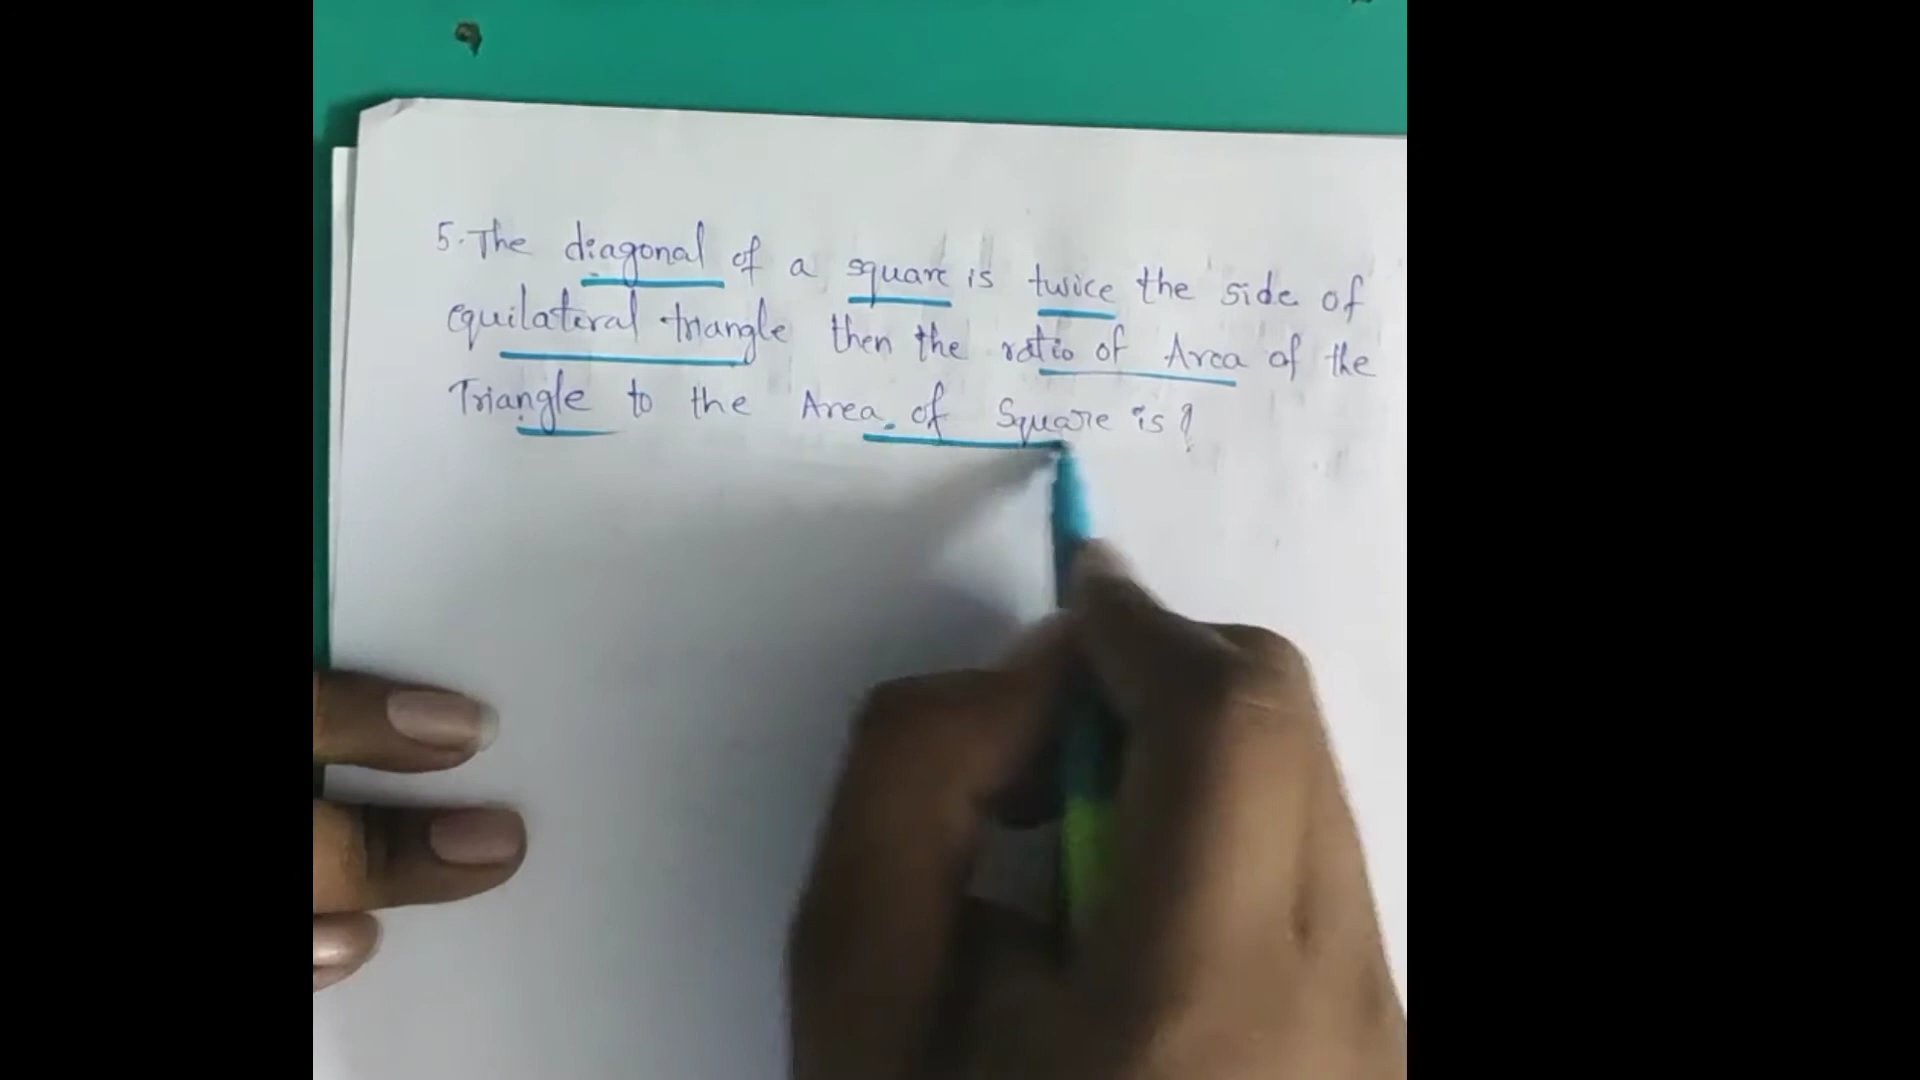 5. The diagonal of a square is twice the side of
equilateral triangle then the ratio of Area of the
Triangle to the Area of Square is?